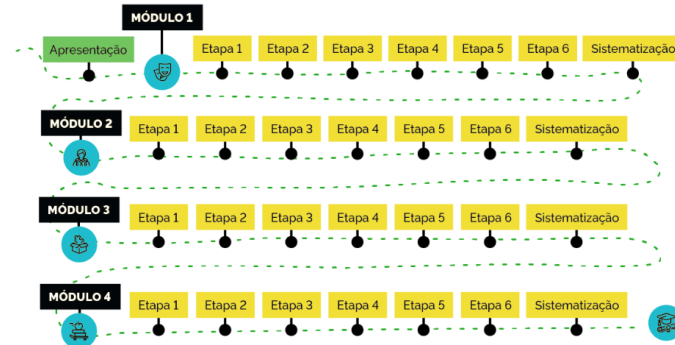 MÓDULO 1
Apresentação Etapa 1 Etapa 2 Etapa 3 Etapa 4 Etapa 5 Etapa 6 Sistematização
MÓDULO 2
Etapa 1 Etapa 2 Etapa 3 Etapa 4 Etapa 5 Etapa 6 Sistematização
MÓDULO 3
Etapa 1 Etapa 2 Etapa 3 Etapa 4 Etapa 5 Etapa 6 Sistematização
MÓDULO 4
Etapa 1 Etapa 2 Etapa 3 Etapa 4 Etapa 5 Etapa 6 Sistematização